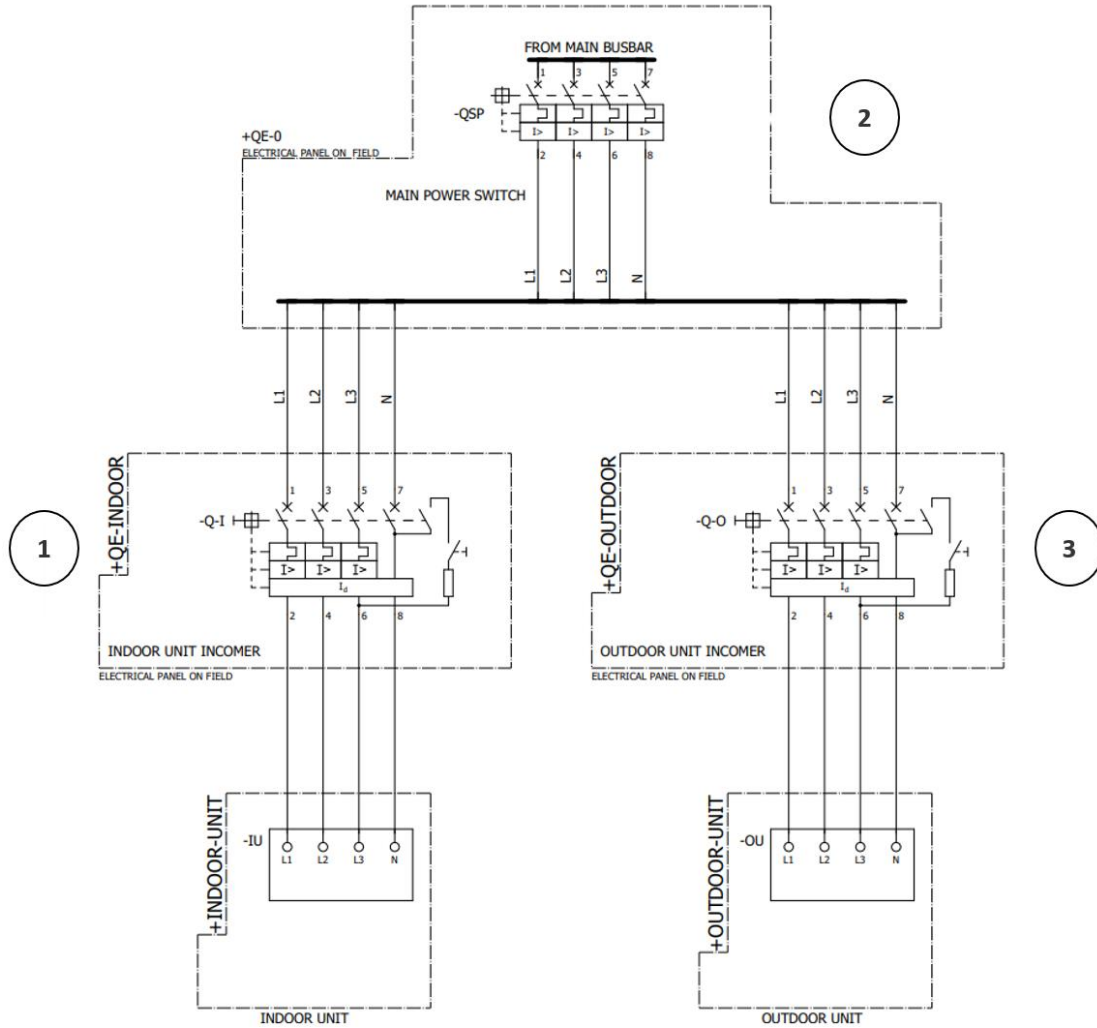 FROM MAIN BUSBAR
1 3 5 7
-QSP
I> I> I> I>
2 4 6 8
2
+QE-0
ELECTRICAL PANEL ON FIELD
MAIN POWER SWITCH
L1 L2 L3 N
L1 L2 L3 N
L1 L2 L3 N
1
+QE-INDOOR
1 3 5 7
-Q-I
I> I> I>
Id
2 4 6 8
INDOOR UNIT INCOMER
ELECTRICAL PANEL ON FIELD
+QE-OUTDOOR
1 3 5 7
-Q-O
I> I> I>
Id
2 4 6 8
OUTDOOR UNIT INCOMER
ELECTRICAL PANEL ON FIELD
3
+INDOOR-UNIT
-IU
L1 L2 L3 N
INDOOR UNIT
+OUTDOOR-UNIT
-OU
L1 L2 L3 N
OUTDOOR UNIT